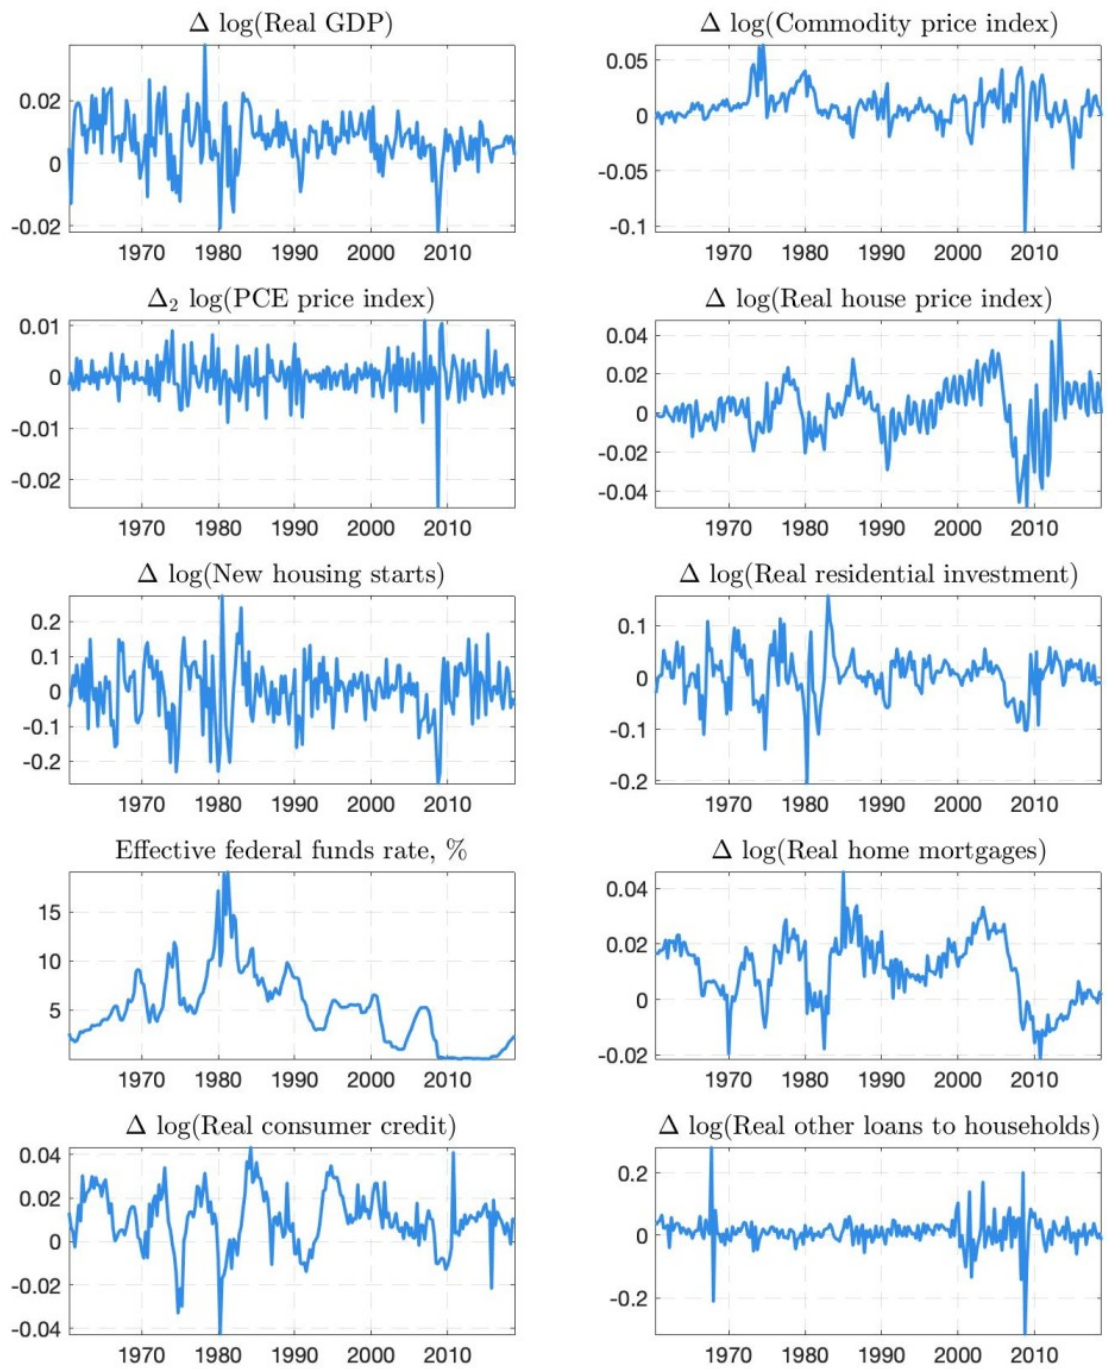 Δ log(Real GDP)
0.02
0
-0.02
1970 1980 1990 2000 2010
Δ log(Commodity price index)
0.05
0
-0.05
-0.1
1970 1980 1990 2000 2010
Δ₂ log(PCE price index)
0.01
0
-0.01
-0.02
1970 1980 1990 2000 2010
Δ log(Real house price index)
0.04
0.02
0
-0.02
-0.04
1970 1980 1990 2000 2010
Δ log(New housing starts)
0.2
0.1
0
-0.1
-0.2
1970 1980 1990 2000 2010
Δ log(Real residential investment)
0.1
0
-0.1
-0.2
1970 1980 1990 2000 2010
Effective federal funds rate, %
15
10
5
1970 1980 1990 2000 2010
Δ log(Real home mortgages)
0.04
0.02
0
-0.02
1970 1980 1990 2000 2010
Δ log(Real consumer credit)
0.04
0.02
0
-0.02
-0.04
1970 1980 1990 2000 2010
Δ log(Real other loans to households)
0.2
0
-0.2
1970 1980 1990 2000 2010